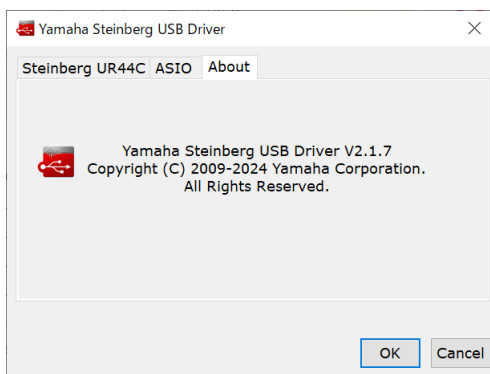 Yamaha Steinberg USB Driver
Steinberg UR44C ASIO About
Yamaha Steinberg USB Driver V2.1.7
Copyright (C) 2009-2024 Yamaha Corporation.
All Rights Reserved.
OK Cancel